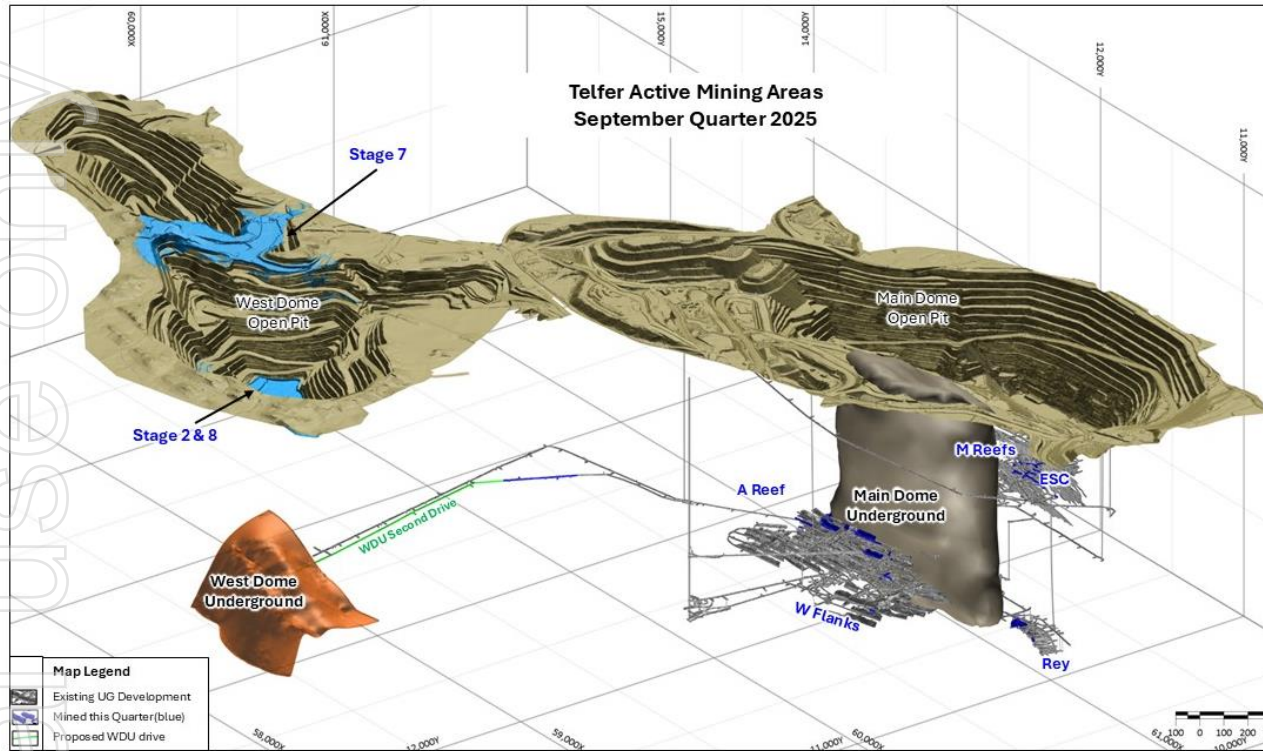 For personal use only
60,000X
61,000X
15,000Y
14,000Y
12,000Y
11,000Y
Telfer Active Mining Areas
September Quarter 2025
Stage 7
West Dome
Open Pit
Main Dome
Open Pit
Stage 2 & 8
M Reefs
ESC
A Reef
Main Dome
Underground
WDU Second Drive
West Dome
Underground
W Flanks
Rey
Map Legend
Existing UG Development
Mined this Quarter(blue)
Proposed WDU drive
58,000X
12,000Y
59,000X
11,000Y
60,000X
61,000X
10,000Y
100 0 100 200